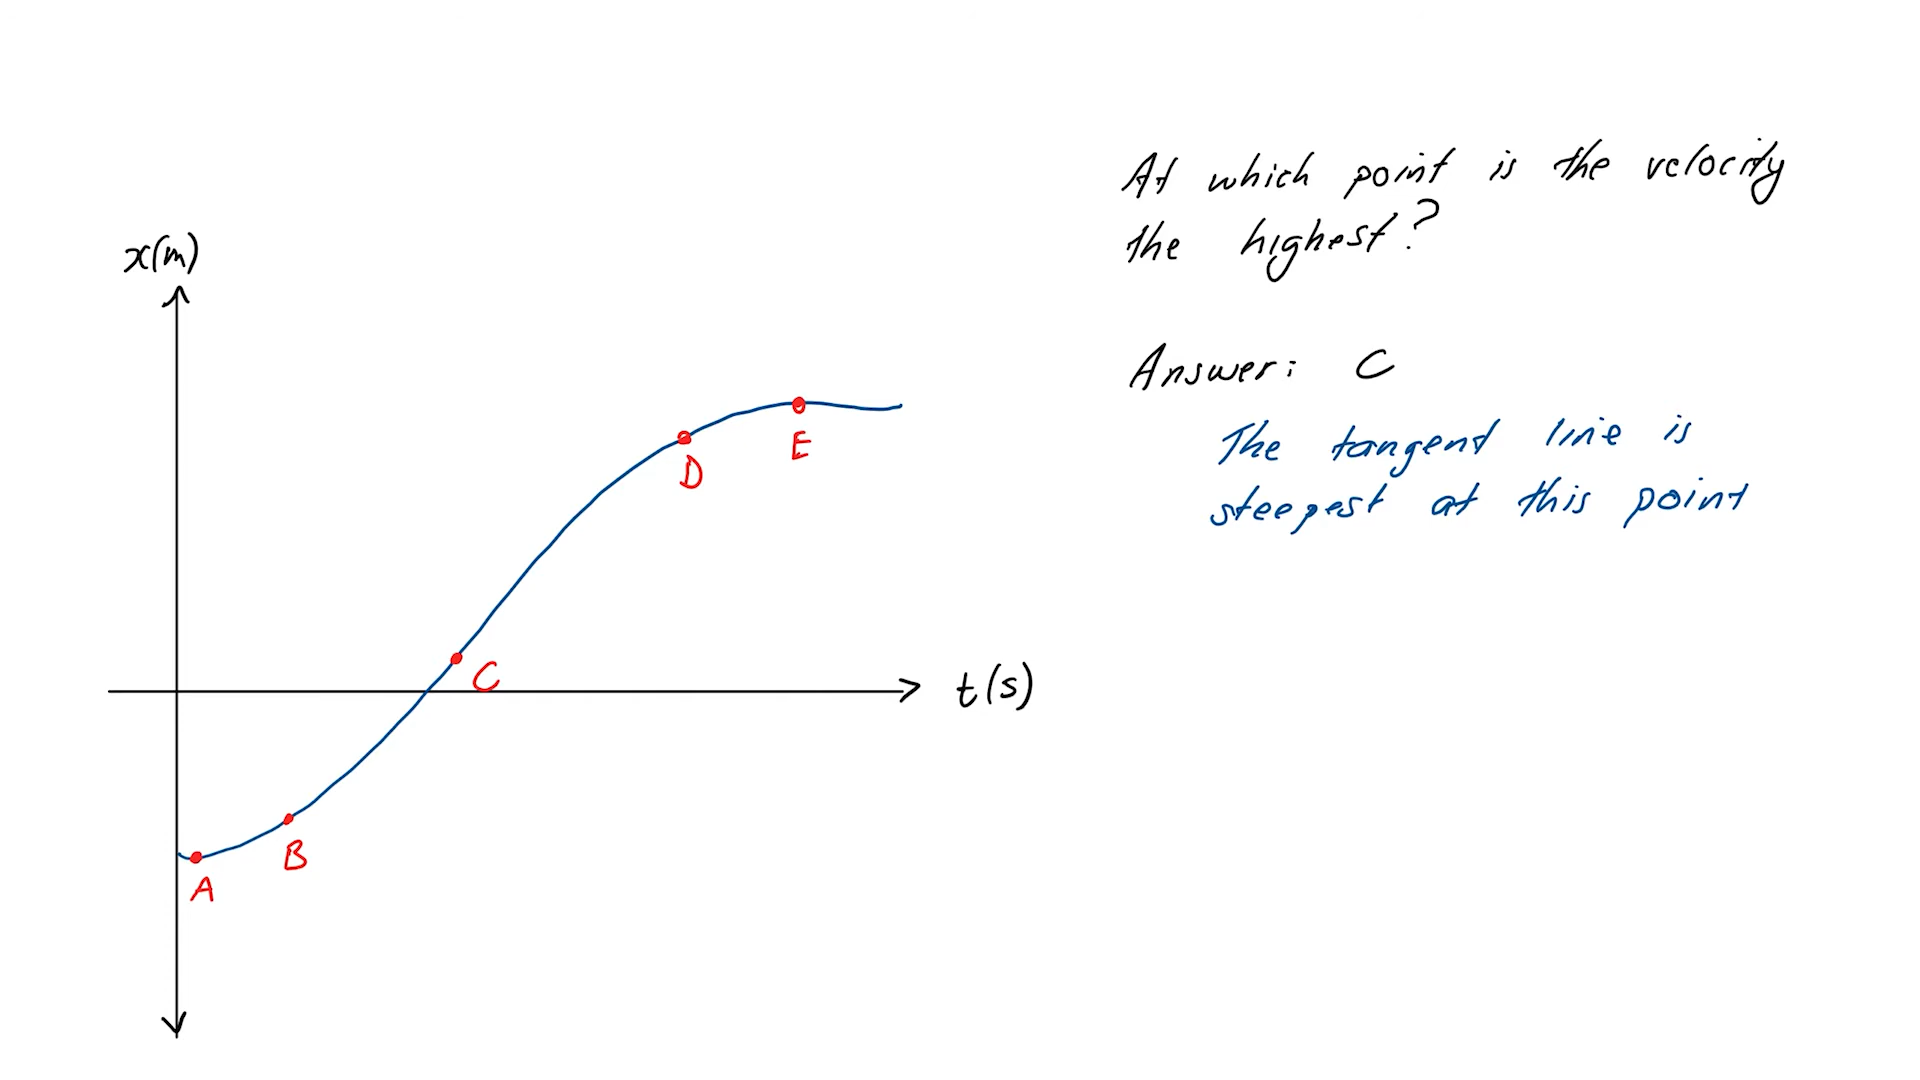 At which point is the velocity
the highest?
x(m)
Answer: C
E
The tangent line is
D
steepest at this point
C
t(s)
B
A